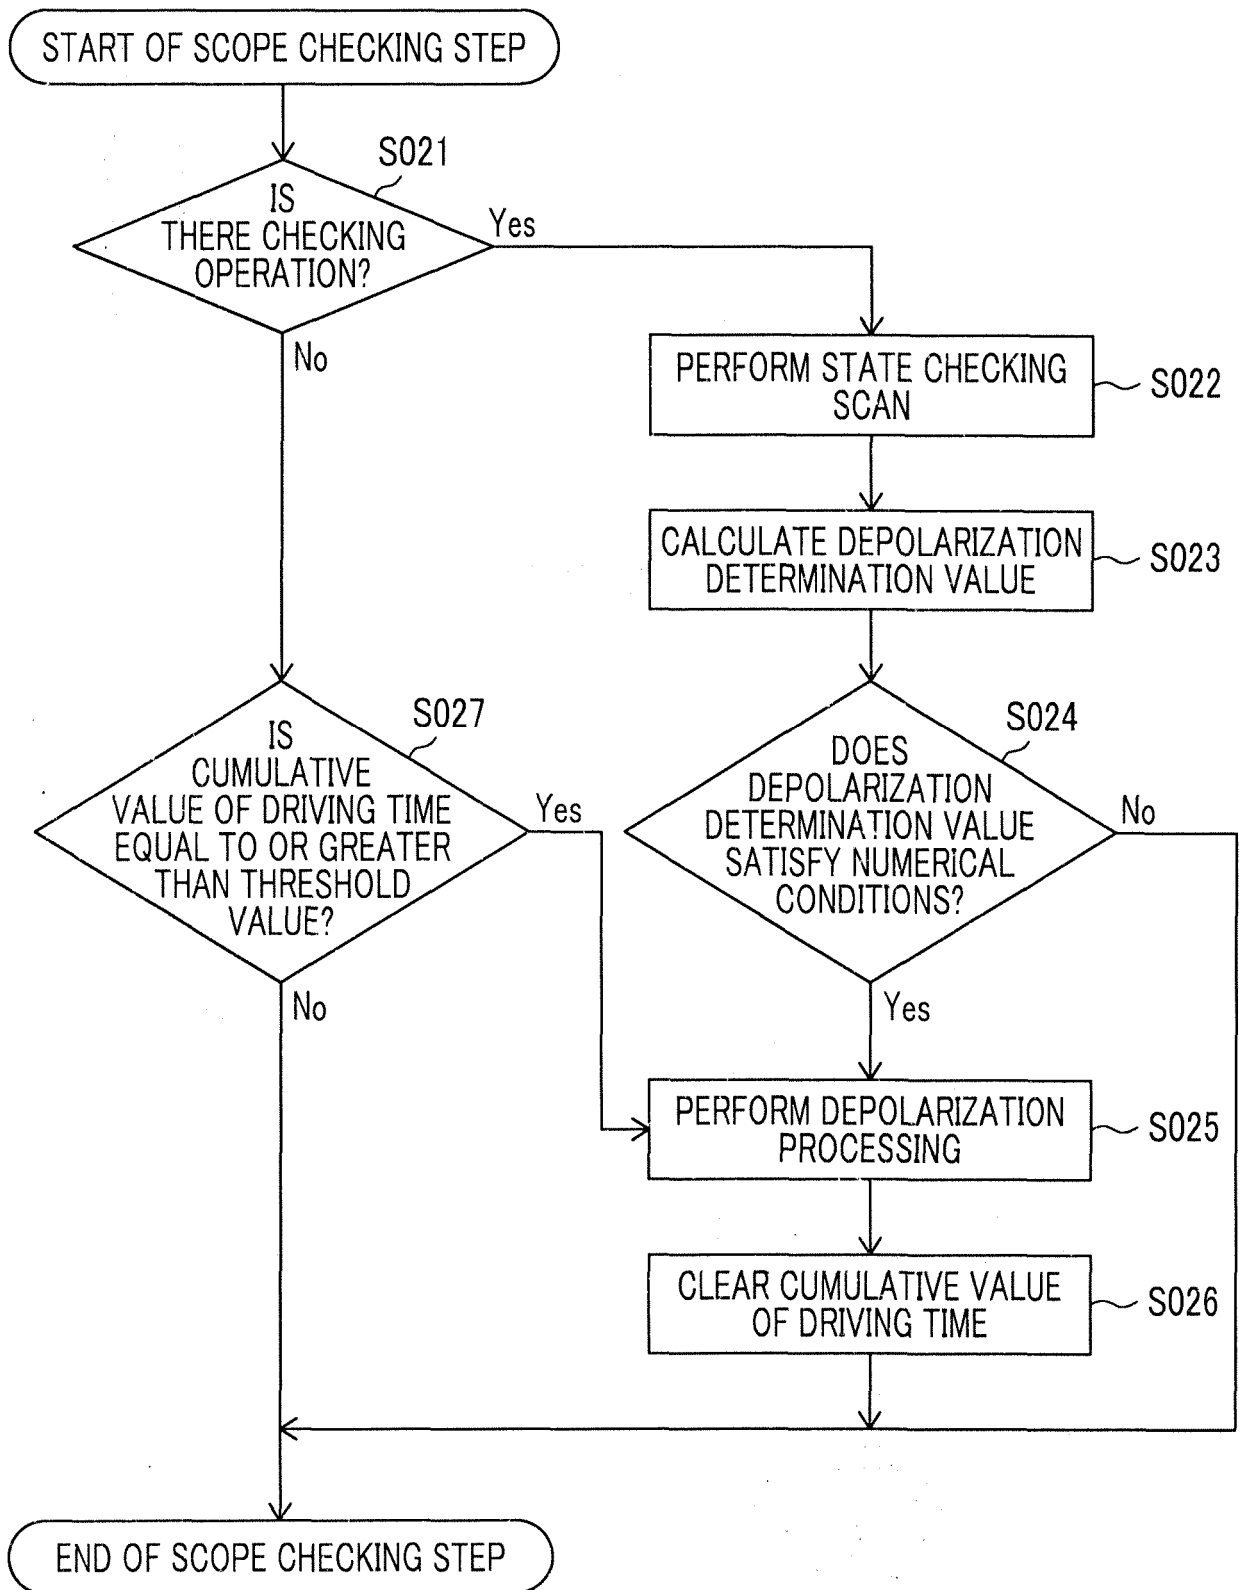 START OF SCOPE CHECKING STEP
S021
IS
THERE CHECKING
OPERATION?
Yes
No
PERFORM STATE CHECKING
SCAN
S022
CALCULATE DEPOLARIZATION
DETERMINATION VALUE
S023
S027
IS
CUMULATIVE
VALUE OF DRIVING TIME
EQUAL TO OR GREATER
THAN THRESHOLD
VALUE?
Yes
No
S024
DOES
DEPOLARIZATION
DETERMINATION VALUE
SATISFY NUMERICAL
CONDITIONS?
No
Yes
PERFORM DEPOLARIZATION
PROCESSING
S025
CLEAR CUMULATIVE VALUE
OF DRIVING TIME
S026
END OF SCOPE CHECKING STEP